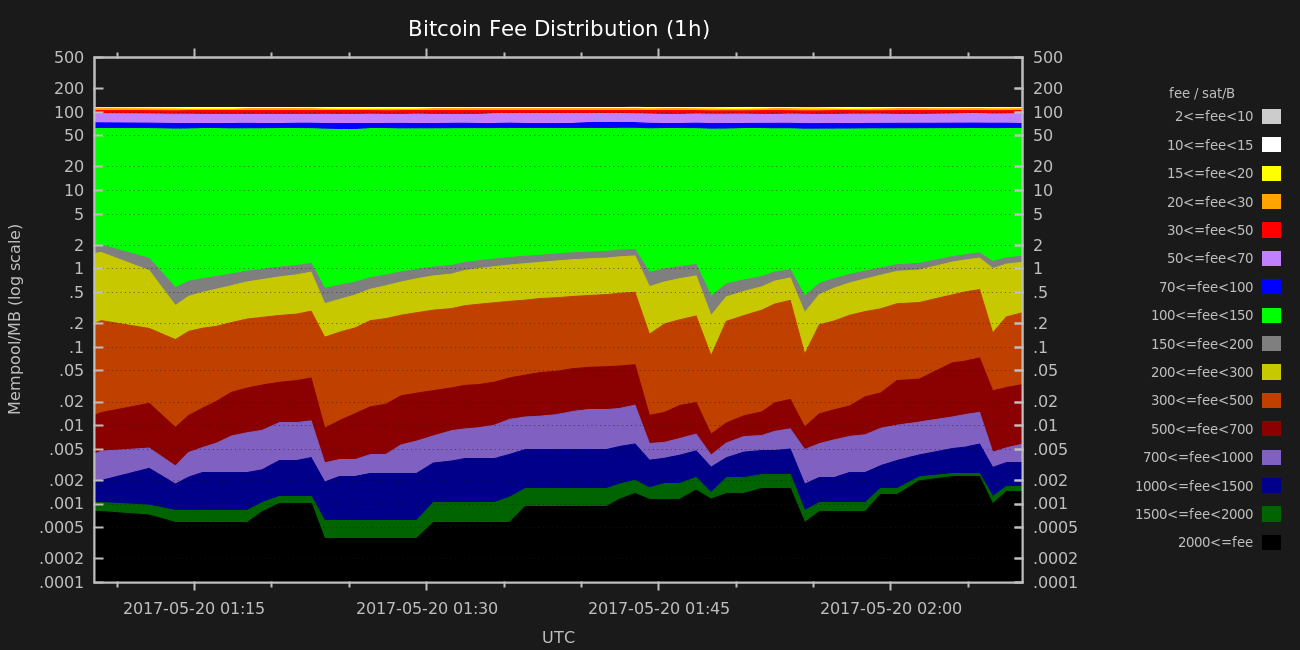 Bitcoin Fee Distribution (1h)
Mempool/MB (log scale)
500
200
100
50
20
10
5
2
1
.5
.2
.1
.05
.02
.01
.005
.002
.001
.0005
.0002
.0001
500
200
100
50
20
10
5
2
1
.5
.2
.1
.05
.02
.01
.005
.002
.001
.0005
.0002
.0001
2017-05-20 01:15
2017-05-20 01:30
2017-05-20 01:45
2017-05-20 02:00
UTC
fee / sat/B
2<=fee<10
10<=fee<15
15<=fee<20
20<=fee<30
30<=fee<50
50<=fee<70
70<=fee<100
100<=fee<150
150<=fee<200
200<=fee<300
300<=fee<500
500<=fee<700
700<=fee<1000
1000<=fee<1500
1500<=fee<2000
2000<=fee